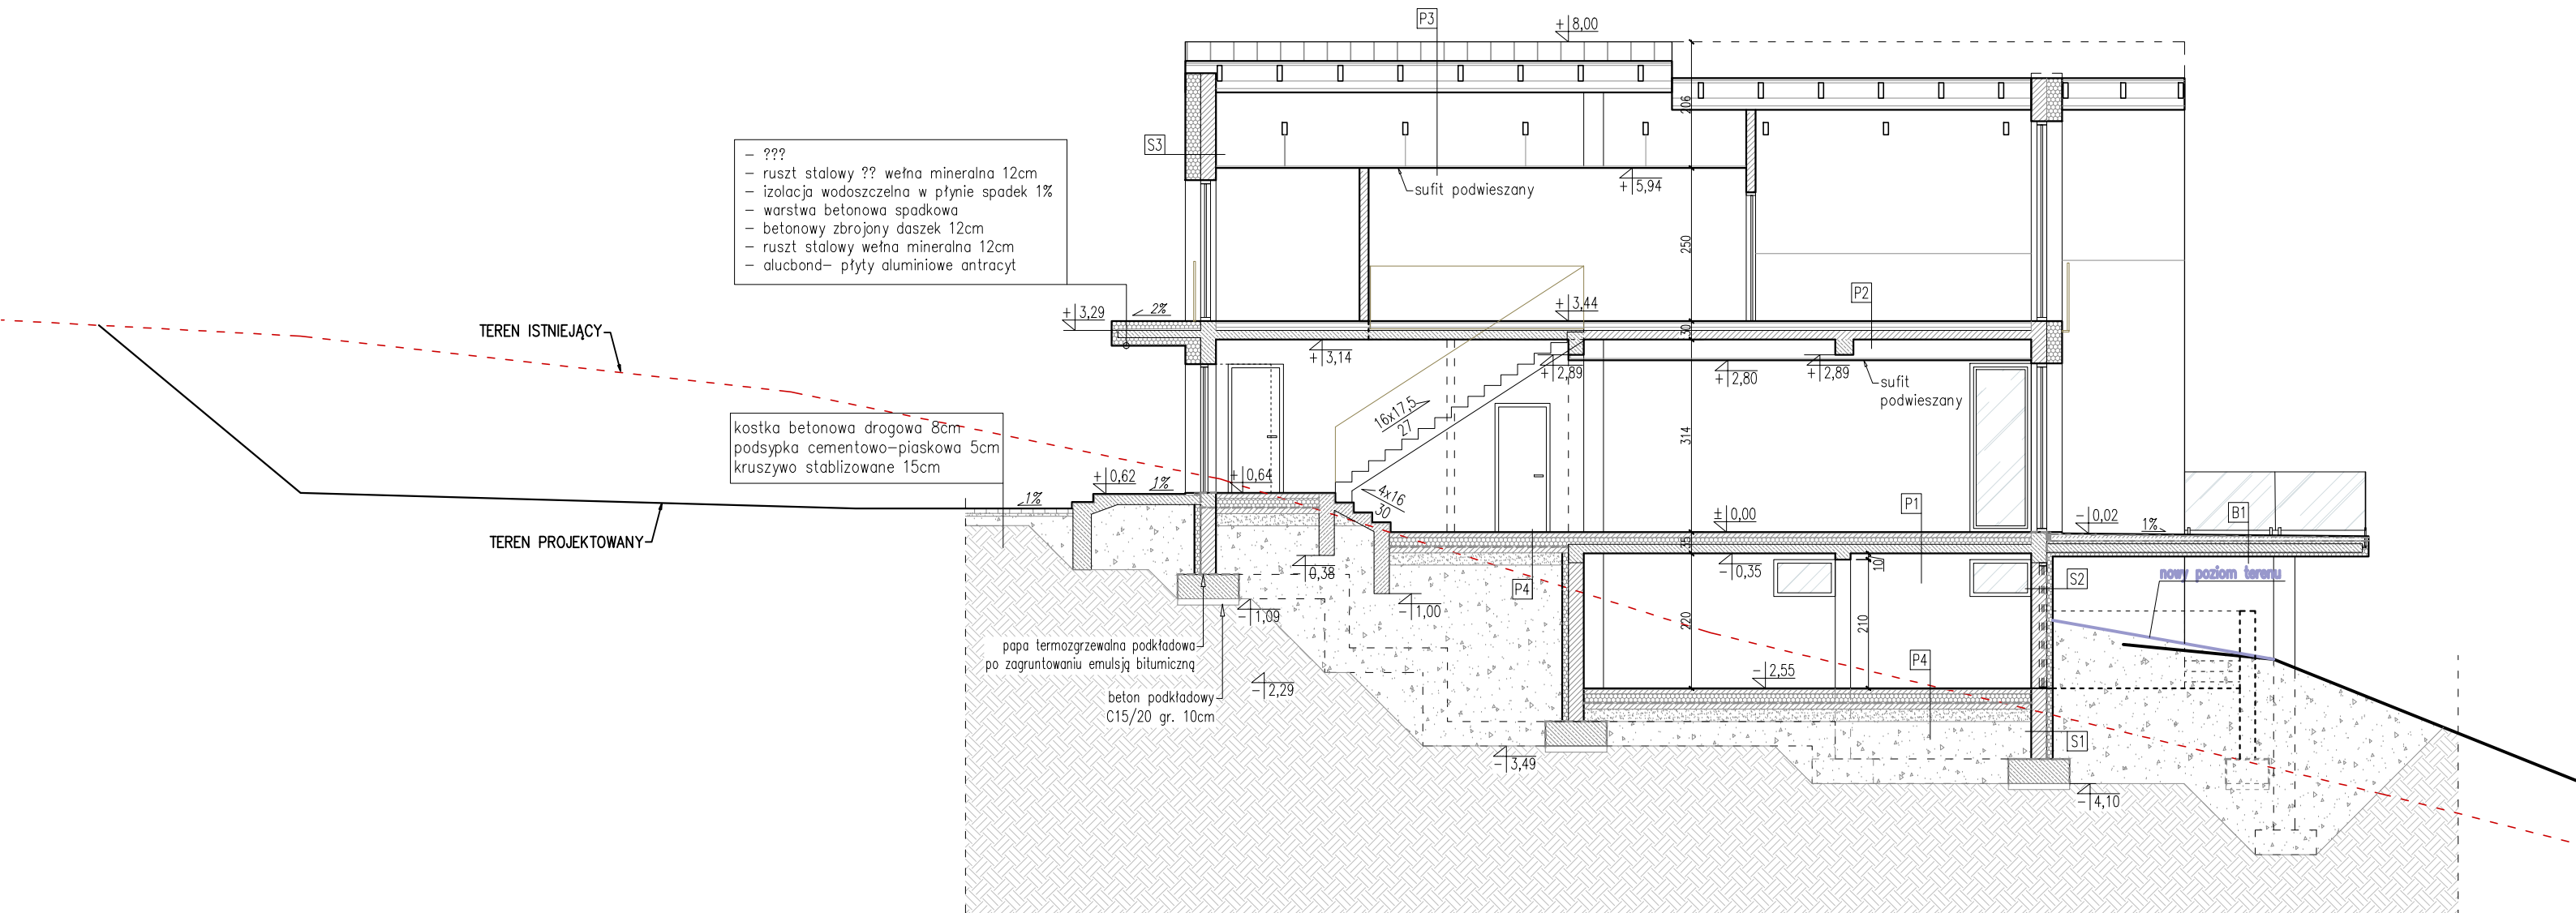 P3
+8,00
206
S3
- ???
- ruszt stalowy ?? wełna mineralna 12cm
- izolacja wodoszczelna w płynie spadek 1%
- warstwa betonowa spadkowa
- betonowy zbrojony daszek 12cm
- ruszt stalowy wełna mineralna 12cm
- alucbond- płyty aluminiowe antracyt
sufit podwieszany
+5,94
250
P2
+3,29
2%
+3,44
30
TEREN ISTNIEJĄCY
+3,14
+2,89
+2,80
+2,89
sufit
podwieszany
16x17,5
27
314
kostka betonowa drogowa 8cm
podsypka cementowo-piaskowa 5cm
kruszywo stablizowane 15cm
+0,62
1%
+0,64
1%
4x16
30
±0,00
P1
-0,02
1%
B1
TEREN PROJEKTOWANY
35
-0,38
-0,35
10
P4
S2
nowy poziom terenu
-1,09
-1,00
220
210
papa termozgrzewalna podkładowa
po zagruntowaniu emulsją bitumiczną
-2,29
-2,55
P4
beton podkładowy
C15/20 gr. 10cm
S1
-3,49
-4,10